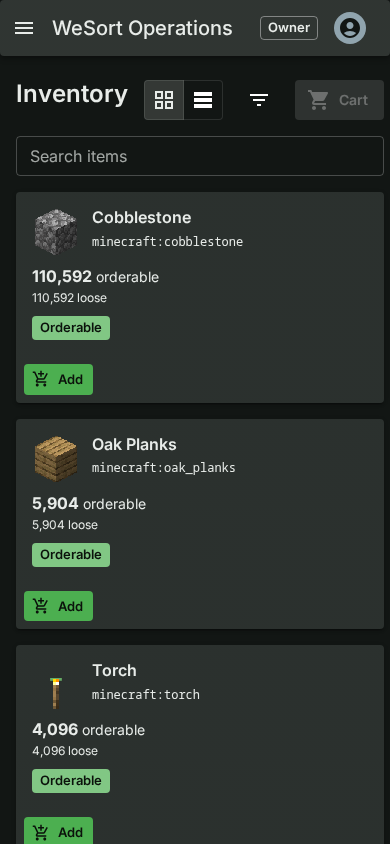 WeSort Operations
Owner
Inventory
Cart
Search items
Cobblestone
minecraft:cobblestone
110,592 orderable
110,592 loose
Orderable
Add
Oak Planks
minecraft:oak_planks
5,904 orderable
5,904 loose
Orderable
Add
Torch
minecraft:torch
4,096 orderable
4,096 loose
Orderable
Add